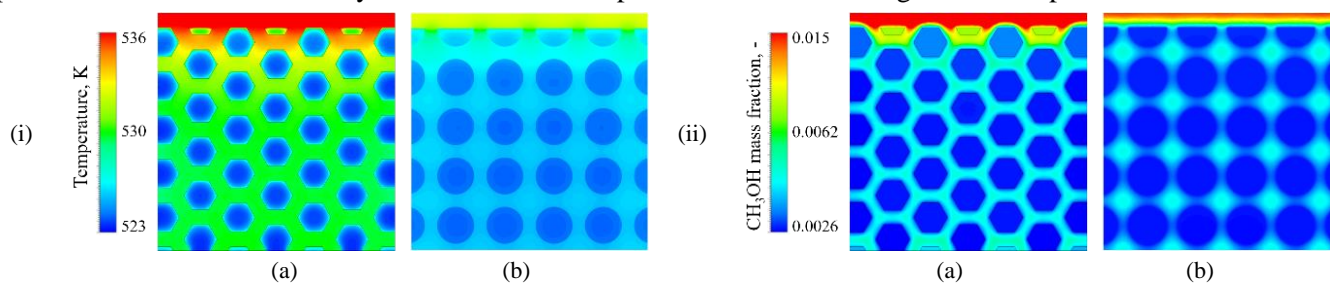 (i)
Temperature, K
536
530
523
(a)
(b)
(ii)
CH₃OH mass fraction, -
0.015
0.0062
0.0026
(a)
(b)